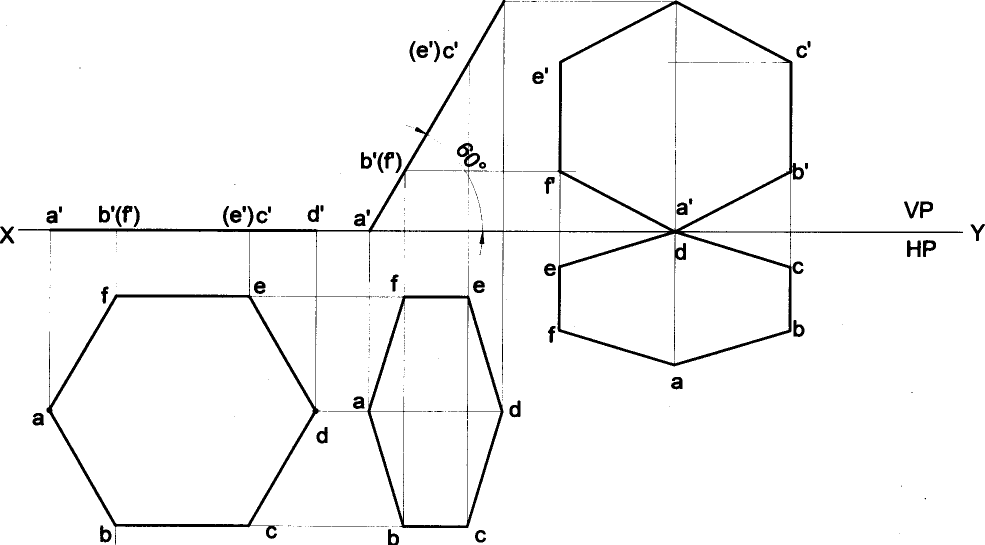 (e')c'
c'
e'
60°
b'(f')
f'
b'
a'
b'(f')
(e')c'
d'
a'
a'
VP
X
Y
HP
d
e
c
f
e
f
e
f
b
a
a
a
d
d
b
c
b
c